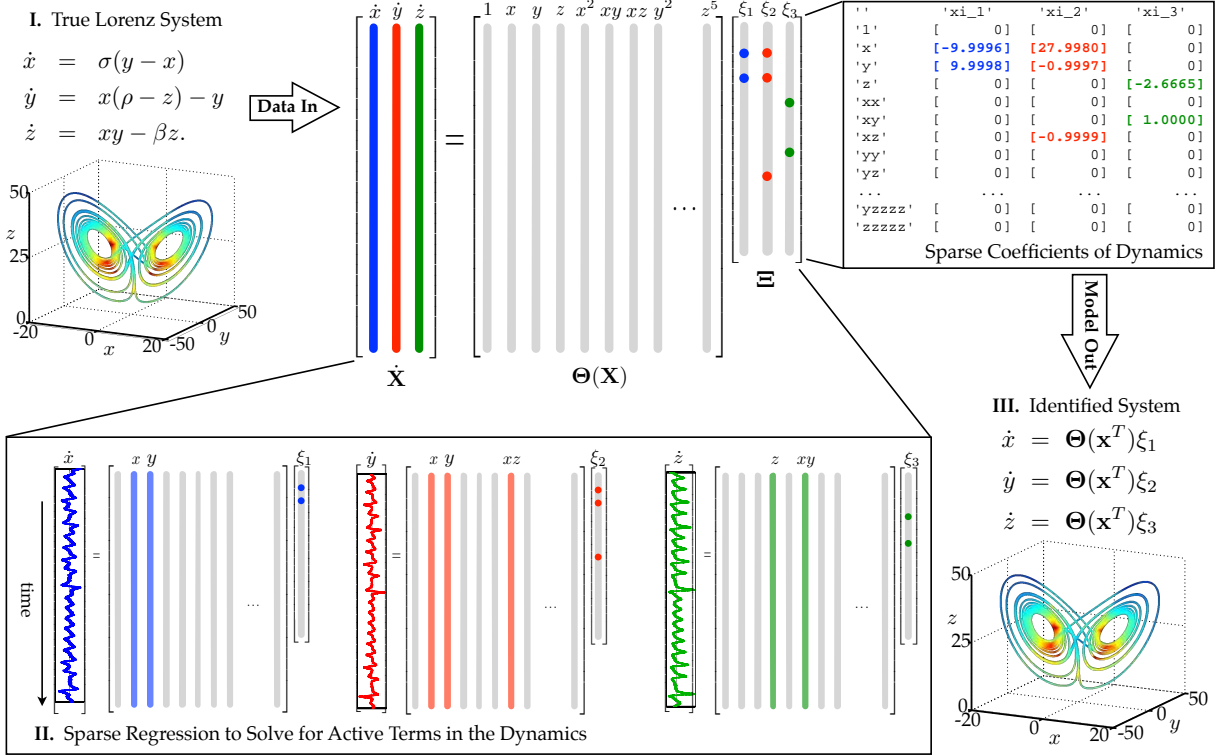 I. True Lorenz System
ẋ = σ(y − x)
ẏ = x(ρ − z) − y
ż = xy − βz.
Data In
50
z
25
0
-20
0
x
20
-50
0
y
50
ẋ ẏ ż
Ẋ
=
1 x y z x² xy xz y² z⁵
...
Θ(X)
ξ₁ ξ₂ ξ₃
Ξ
'' 'xi_1' 'xi_2' 'xi_3'
'1' [ 0] [ 0] [ 0]
'x' [-9.9996] [27.9980] [ 0]
'y' [ 9.9998] [-0.9997] [ 0]
'z' [ 0] [ 0] [-2.6665]
'xx' [ 0] [ 0] [ 0]
'xy' [ 0] [ 0] [ 1.0000]
'xz' [ 0] [-0.9999] [ 0]
'yy' [ 0] [ 0] [ 0]
'yz' [ 0] [ 0] [ 0]
... ... ... ...
'yzzzz' [ 0] [ 0] [ 0]
'zzzzz' [ 0] [ 0] [ 0]
Sparse Coefficients of Dynamics
Model Out
time
ẋ = x y ... ξ₁
ẏ = x y xz ... ξ₂
ż = z xy ... ξ₃
II. Sparse Regression to Solve for Active Terms in the Dynamics
III. Identified System
ẋ = Θ(xᵀ)ξ₁
ẏ = Θ(xᵀ)ξ₂
ż = Θ(xᵀ)ξ₃
50
z
25
0
-20
0
x
20
-50
0
y
50